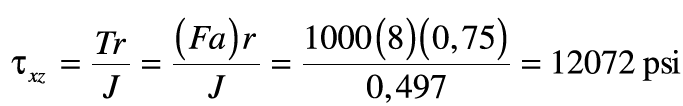 τ_xz = Tr/J = (Fa)r/J = 1000(8)(0,75)/0,497 = 12072 psi